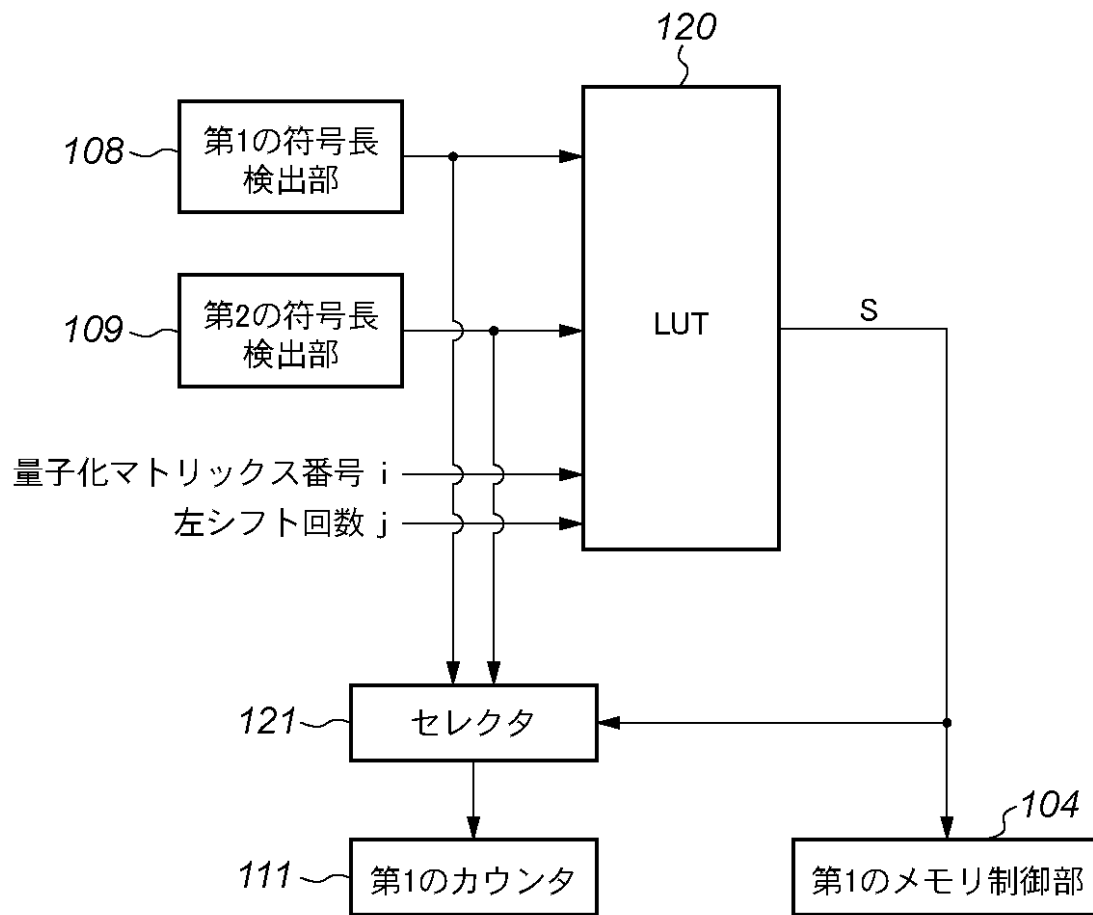 120
108
第1の符号長
検出部
109
第2の符号長
検出部
LUT
S
量子化マトリックス番号 i
左シフト回数 j
121
セレクタ
104
111
第1のカウンタ
第1のメモリ制御部